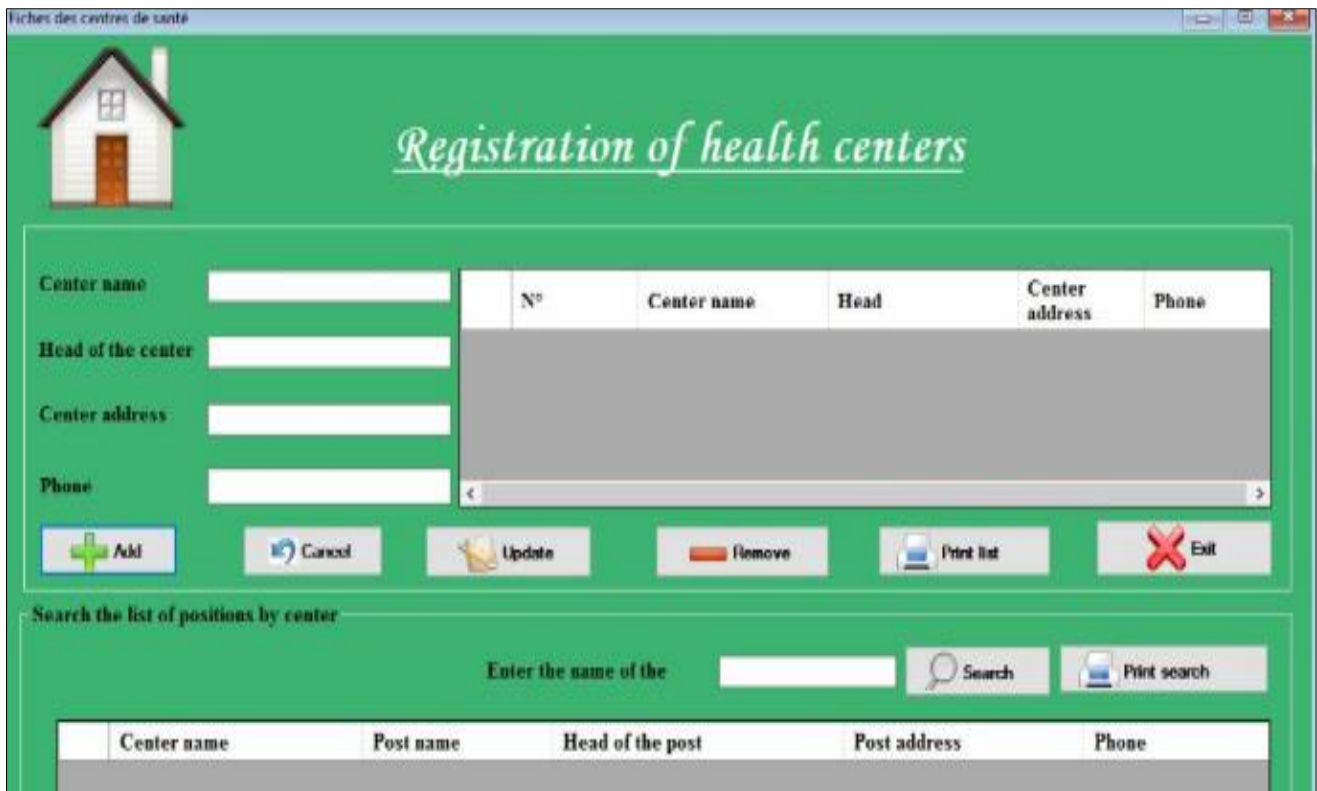 Fiches des centres de santé
Registration of health centers
Center name
Head of the center
Center address
Phone
N° Center name Head Center address Phone
Add Cancel Update Remove Print list Exit
Search the list of positions by center
Enter the name of the
Search Print search
Center name Post name Head of the post Post address Phone